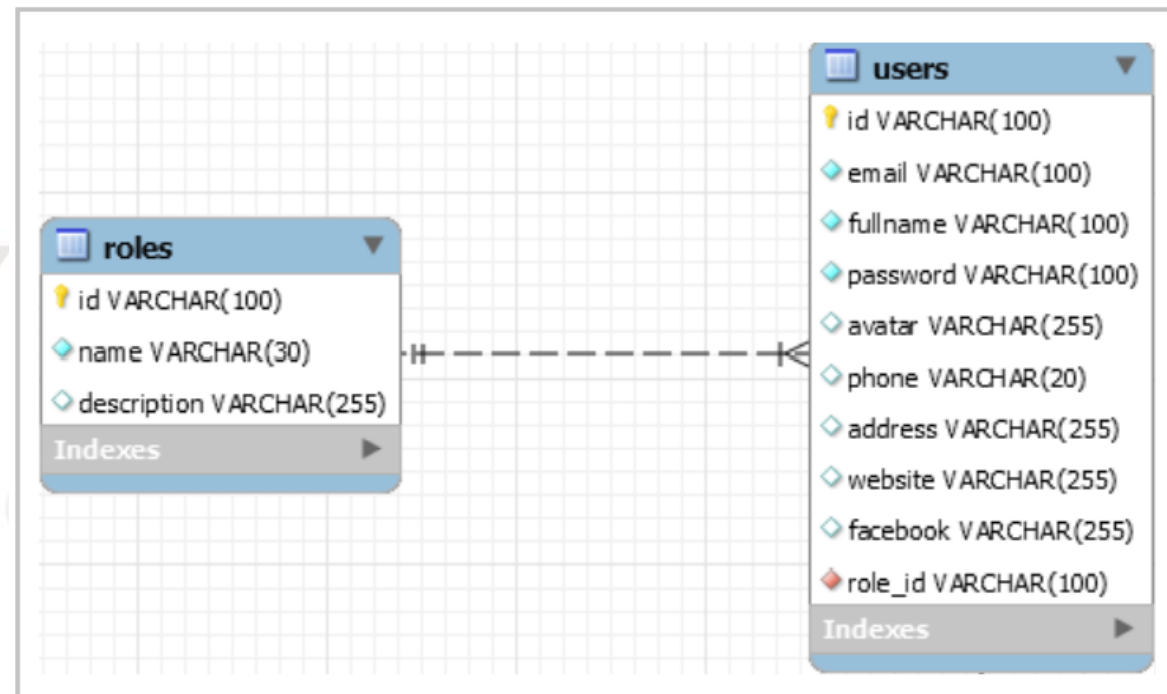 roles
id VARCHAR(100)
name VARCHAR(30)
description VARCHAR(255)
Indexes
users
id VARCHAR(100)
email VARCHAR(100)
fullname VARCHAR(100)
password VARCHAR(100)
avatar VARCHAR(255)
phone VARCHAR(20)
address VARCHAR(255)
website VARCHAR(255)
facebook VARCHAR(255)
role_id VARCHAR(100)
Indexes